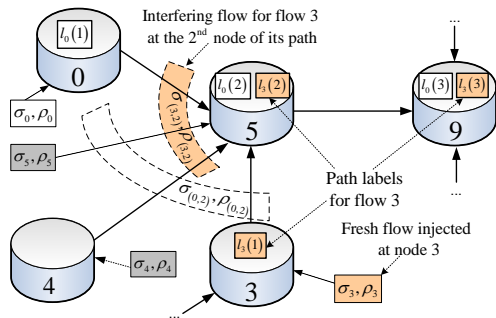 Interfering flow for flow 3
at the 2nd node of its path
...
l₀(1)
0
l₀(2) l₃(2)
5
l₀(3) l₃(3)
9
σ₀,ρ₀
σ₅,ρ₅
σ₍₃,₂₎,ρ₍₃,₂₎
σ₍₀,₂₎,ρ₍₀,₂₎
...
Path labels
for flow 3
4
σ₄,ρ₄
l₃(1)
3
Fresh flow injected
at node 3
σ₃,ρ₃
...